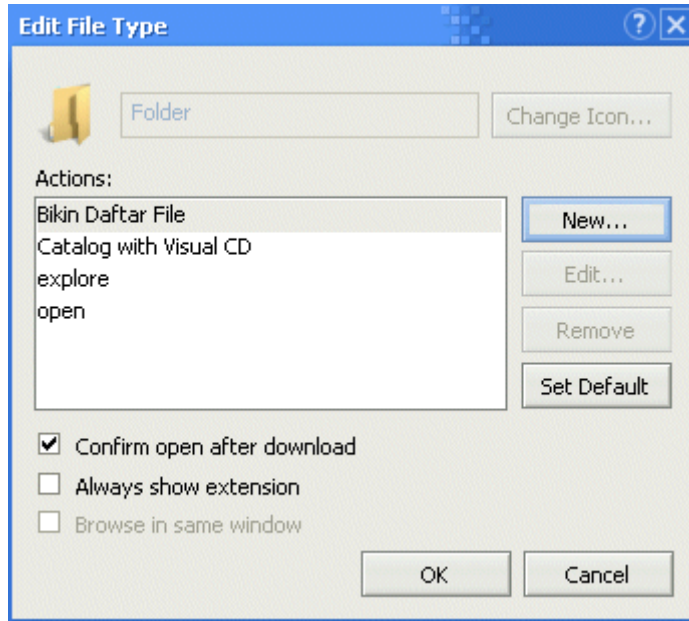 Edit File Type
Folder
Change Icon...
Actions:
Bikin Daftar File
Catalog with Visual CD
explore
open
New...
Edit...
Remove
Set Default
Confirm open after download
Always show extension
Browse in same window
OK
Cancel